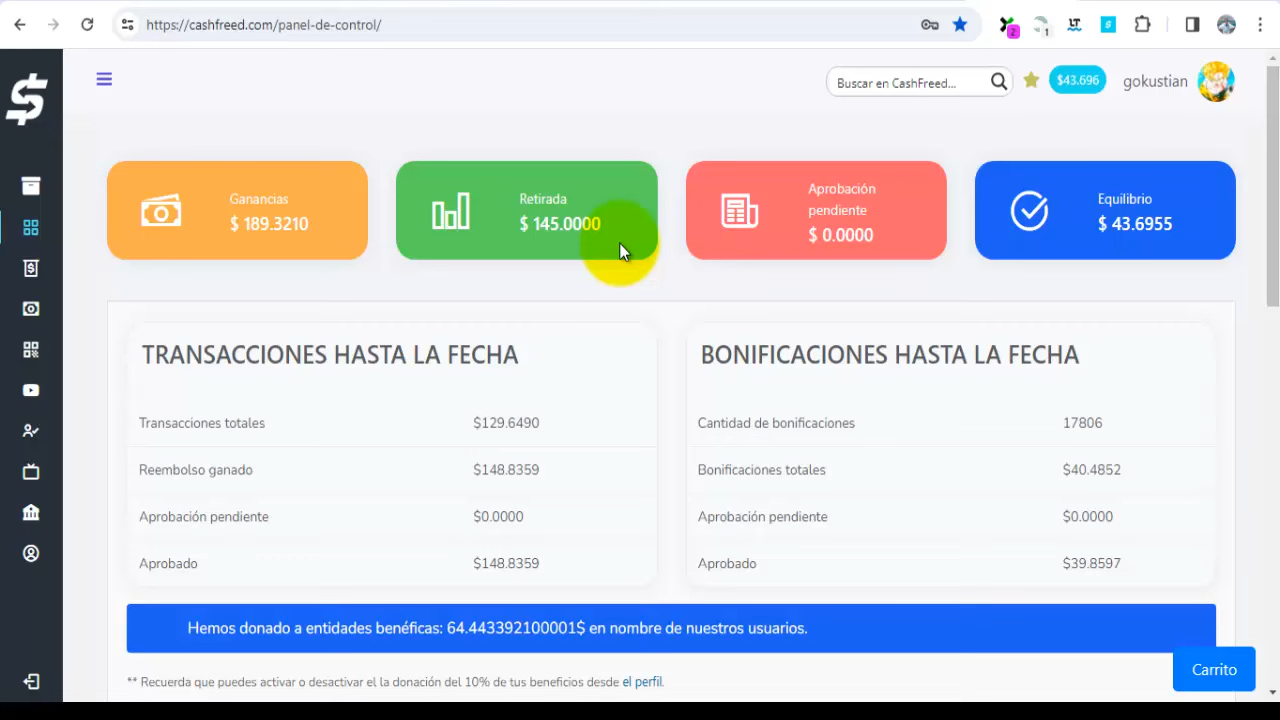 https://cashfreed.com/panel-de-control/
2
1
LT
Buscar en CashFreed...
$43.696
gokustian
Ganancias
$ 189.3210
Retirada
$ 145.0000
Aprobación
pendiente
$ 0.0000
Equilibrio
$ 43.6955
TRANSACCIONES HASTA LA FECHA
Transacciones totales $129.6490
Reembolso ganado $148.8359
Aprobación pendiente $0.0000
Aprobado $148.8359
BONIFICACIONES HASTA LA FECHA
Cantidad de bonificaciones 17806
Bonificaciones totales $40.4852
Aprobación pendiente $0.0000
Aprobado $39.8597
Hemos donado a entidades benéficas: 64.443392100001$ en nombre de nuestros usuarios.
Carrito
** Recuerda que puedes activar o desactivar el la donación del 10% de tus beneficios desde el perfil.